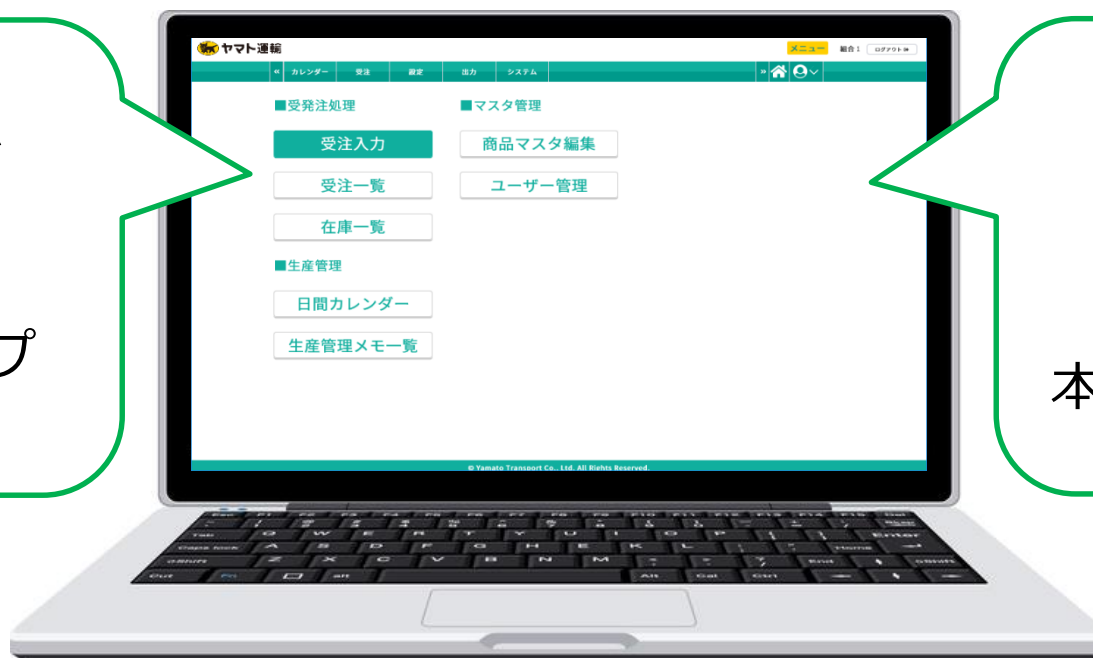 ヤマト運輸
メニュー
組合1
ログアウト
« カレンダー 受注 設定 出力 システム »
■受発注処理
■マスタ管理
受注入力
商品マスタ編集
受注一覧
ユーザー管理
在庫一覧
■生産管理
日間カレンダー
生産管理メモ一覧
プ
本
© Yamato Transport Co., Ltd. All Rights Reserved.